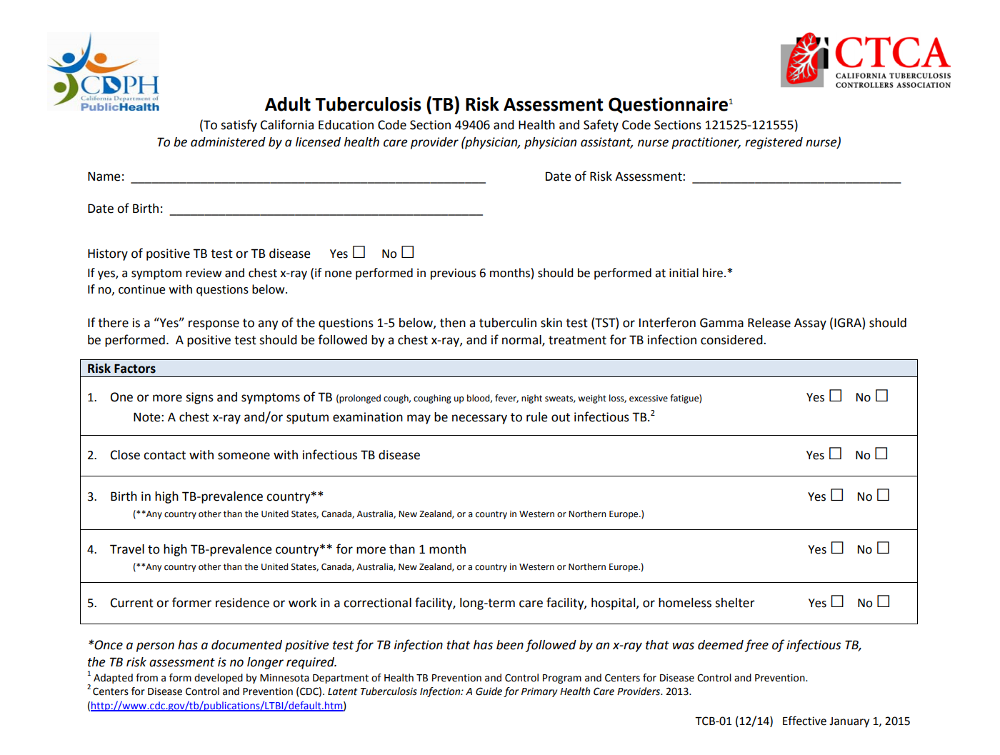 CDPH
California Department of
PublicHealth
CTCA
CALIFORNIA TUBERCULOSIS
CONTROLLERS ASSOCIATION
Adult Tuberculosis (TB) Risk Assessment Questionnaire1
(To satisfy California Education Code Section 49406 and Health and Safety Code Sections 121525-121555)
To be administered by a licensed health care provider (physician, physician assistant, nurse practitioner, registered nurse)
Name: ____________________ Date of Risk Assessment: ____________________
Date of Birth: ____________________
History of positive TB test or TB disease Yes ☐ No ☐
If yes, a symptom review and chest x-ray (if none performed in previous 6 months) should be performed at initial hire.*
If no, continue with questions below.
If there is a “Yes” response to any of the questions 1-5 below, then a tuberculin skin test (TST) or Interferon Gamma Release Assay (IGRA) should
be performed. A positive test should be followed by a chest x-ray, and if normal, treatment for TB infection considered.
Risk Factors
1. One or more signs and symptoms of TB (prolonged cough, coughing up blood, fever, night sweats, weight loss, excessive fatigue) Yes ☐ No ☐
Note: A chest x-ray and/or sputum examination may be necessary to rule out infectious TB.2
2. Close contact with someone with infectious TB disease Yes ☐ No ☐
3. Birth in high TB-prevalence country** Yes ☐ No ☐
(**Any country other than the United States, Canada, Australia, New Zealand, or a country in Western or Northern Europe.)
4. Travel to high TB-prevalence country** for more than 1 month Yes ☐ No ☐
(**Any country other than the United States, Canada, Australia, New Zealand, or a country in Western or Northern Europe.)
5. Current or former residence or work in a correctional facility, long-term care facility, hospital, or homeless shelter Yes ☐ No ☐
*Once a person has a documented positive test for TB infection that has been followed by an x-ray that was deemed free of infectious TB,
the TB risk assessment is no longer required.
1 Adapted from a form developed by Minnesota Department of Health TB Prevention and Control Program and Centers for Disease Control and Prevention.
2 Centers for Disease Control and Prevention (CDC). Latent Tuberculosis Infection: A Guide for Primary Health Care Providers. 2013.
(http://www.cdc.gov/tb/publications/LTBI/default.htm)
TCB-01 (12/14) Effective January 1, 2015